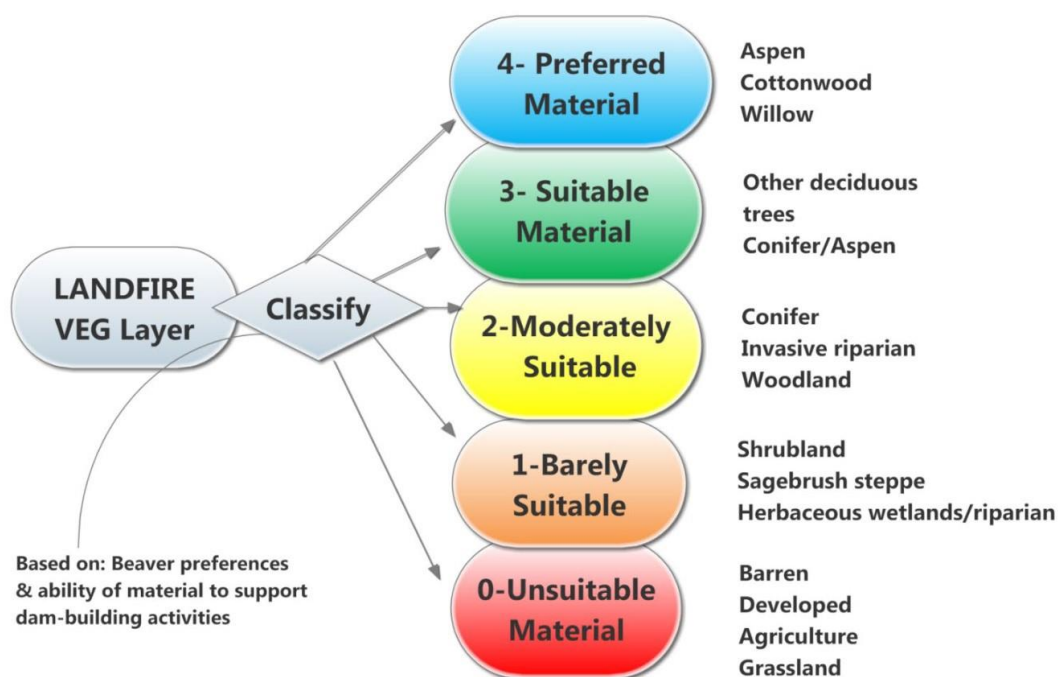 4- Preferred
Material
Aspen
Cottonwood
Willow
3- Suitable
Material
Other deciduous
trees
Conifer/Aspen
LANDFIRE
VEG Layer
Classify
2-Moderately
Suitable
Conifer
Invasive riparian
Woodland
1-Barely
Suitable
Shrubland
Sagebrush steppe
Herbaceous wetlands/riparian
Based on: Beaver preferences
& ability of material to support
dam-building activities
0-Unsuitable
Material
Barren
Developed
Agriculture
Grassland